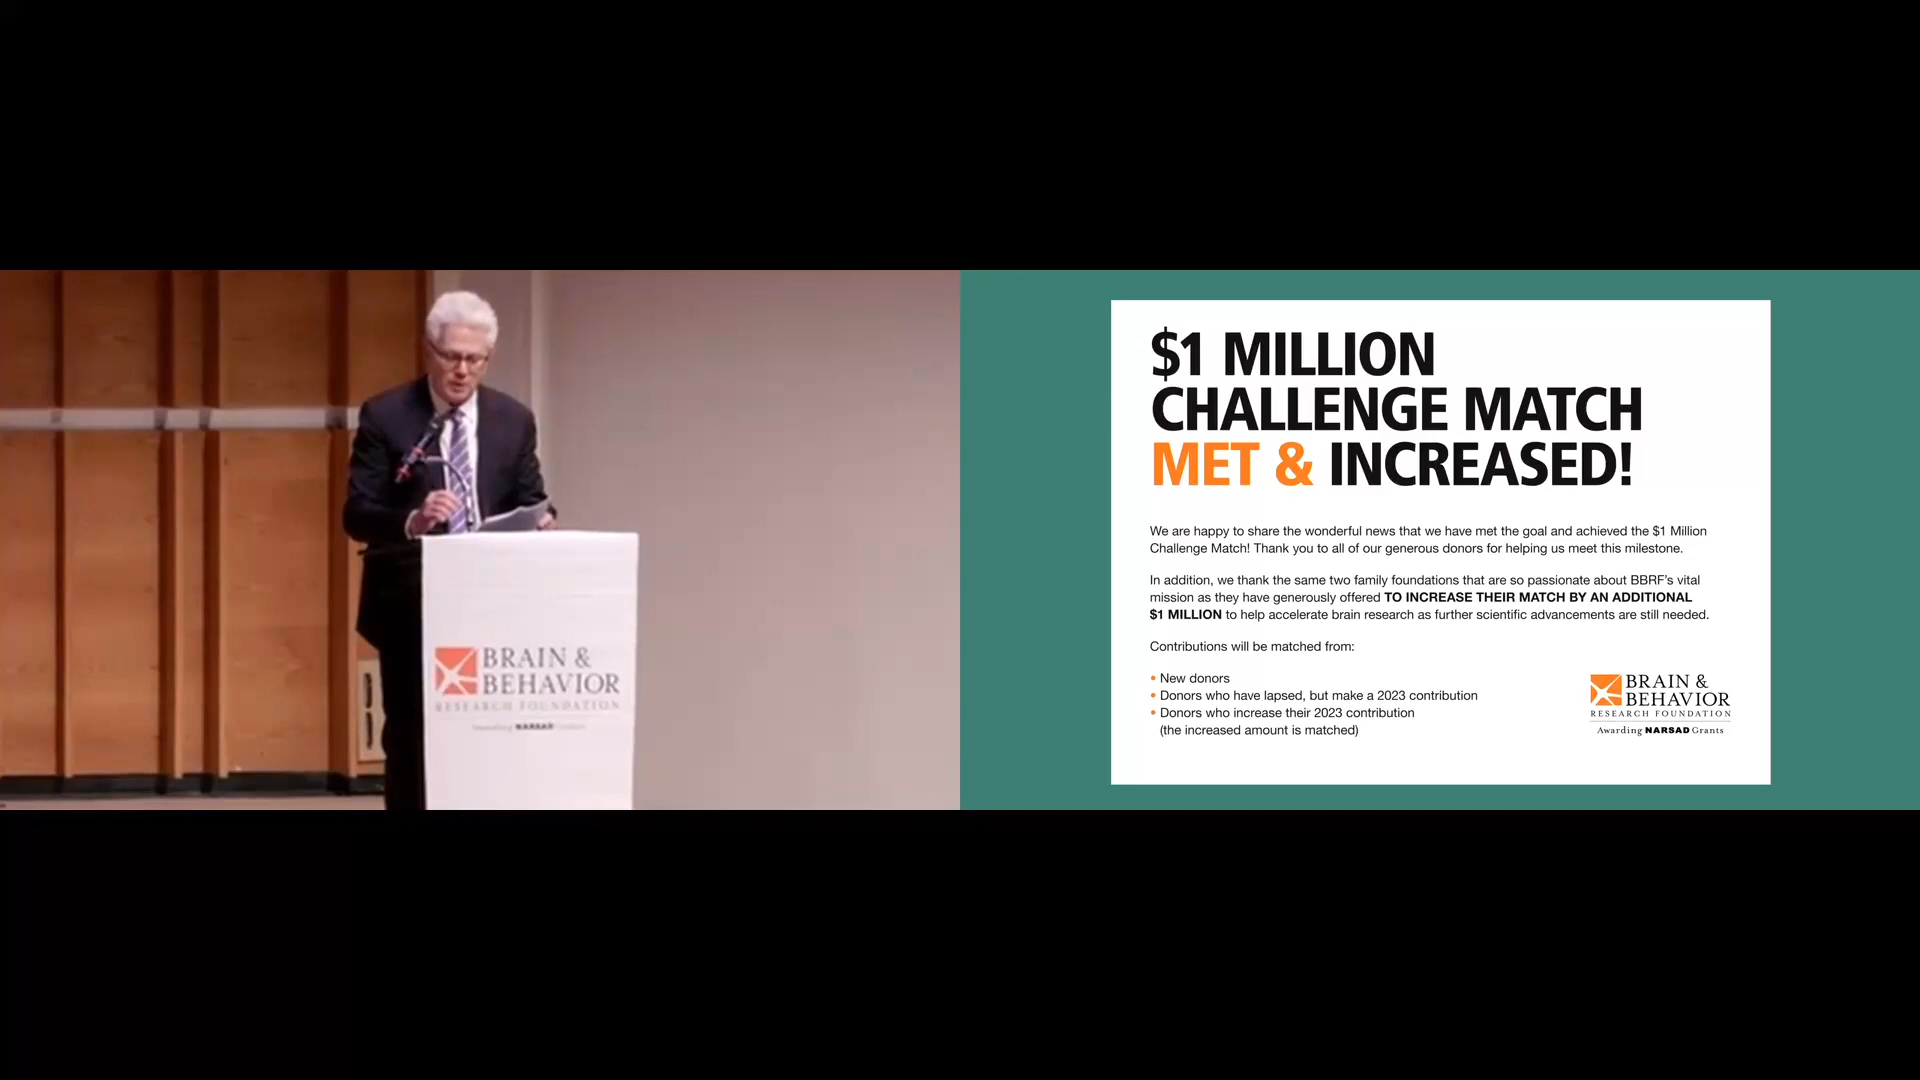 BRAIN &
BEHAVIOR
RESEARCH FOUNDATION
Awarding NARSAD Grants
$1 MILLION
CHALLENGE MATCH
MET & INCREASED!
We are happy to share the wonderful news that we have met the goal and achieved the $1 Million
Challenge Match! Thank you to all of our generous donors for helping us meet this milestone.
In addition, we thank the same two family foundations that are so passionate about BBRF's vital
mission as they have generously offered TO INCREASE THEIR MATCH BY AN ADDITIONAL
$1 MILLION to help accelerate brain research as further scientific advancements are still needed.
Contributions will be matched from:
• New donors
• Donors who have lapsed, but make a 2023 contribution
• Donors who increase their 2023 contribution
(the increased amount is matched)
BRAIN &
BEHAVIOR
RESEARCH FOUNDATION
Awarding NARSAD Grants